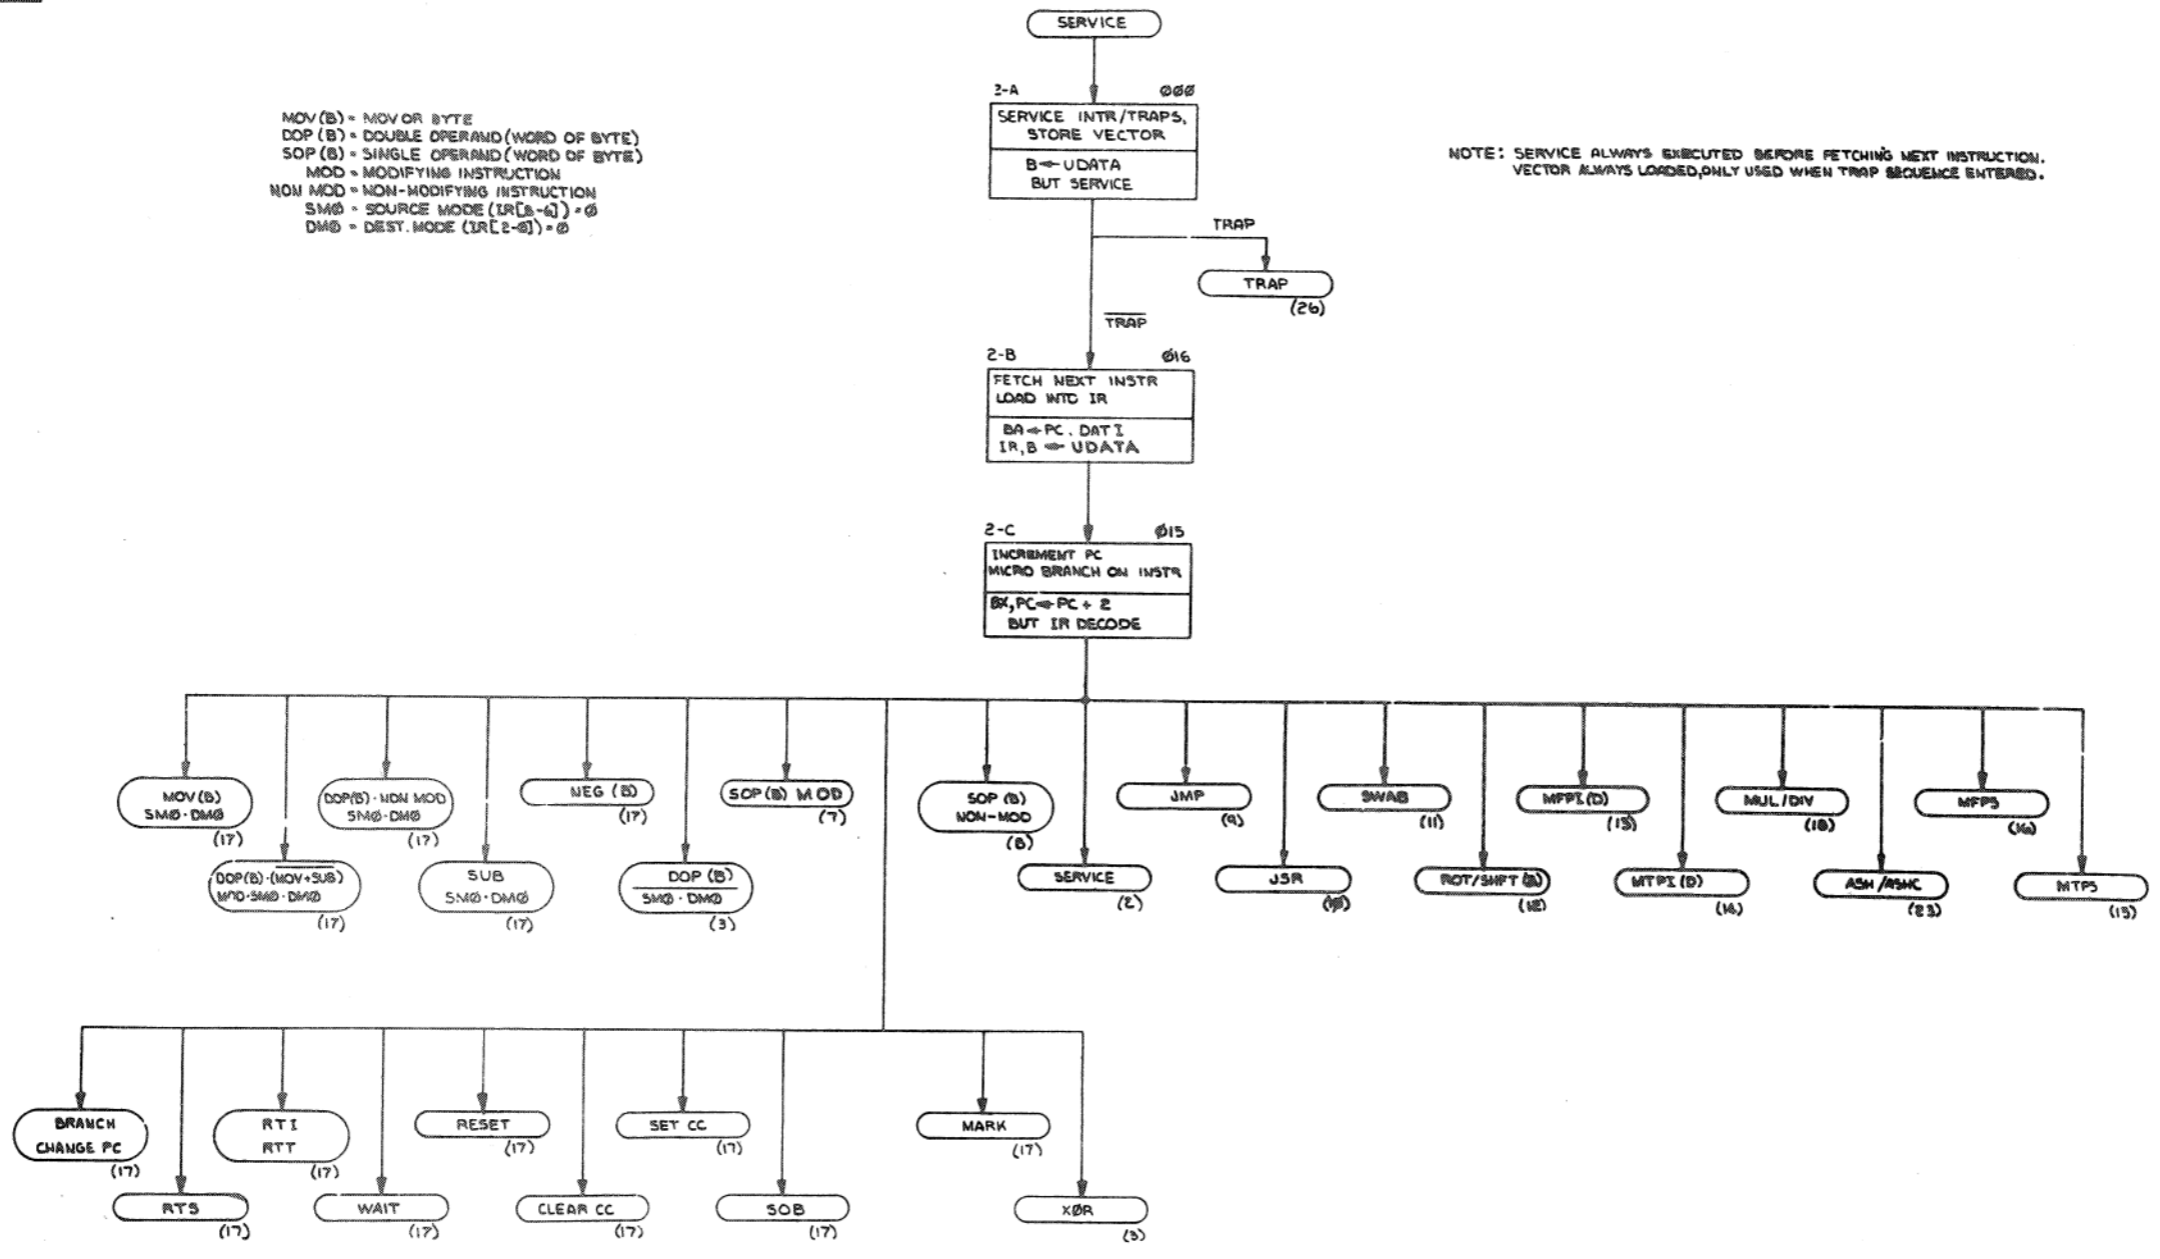 SERVICE
2-A ØØØ
SERVICE INTR/TRAPS,
STORE VECTOR
B←UDATA
BUT SERVICE
MOV(B) = MOV OR BYTE
DOP (B) = DOUBLE OPERAND (WORD OF BYTE)
SOP (B) = SINGLE OPERAND (WORD OF BYTE)
MOD = MODIFYING INSTRUCTION
NON MOD = NON-MODIFYING INSTRUCTION
SMØ = SOURCE MODE (IR[8-6]) = Ø
DMØ = DEST. MODE (IR[2-Ø]) = Ø
NOTE: SERVICE ALWAYS EXECUTED BEFORE FETCHING NEXT INSTRUCTION.
VECTOR ALWAYS LOADED, ONLY USED WHEN TRAP SEQUENCE ENTERED.
TRAP
TRAP
(26)
TRAP
2-B Ø16
FETCH NEXT INSTR
LOAD INTO IR
BA←PC. DATI
IR,B ← UDATA
2-C Ø15
INCREMENT PC
MICRO BRANCH ON INSTR
BX,PC←PC + 2
BUT IR DECODE
MOV(B)
SMØ·DMØ
(17)
DOP(B)·NON MOD
SMØ·DMØ
(17)
NEG (B)
(17)
SOP(B) MOD
(7)
SOP (B)
NON-MOD
(8)
JMP
(9)
SWAB
(11)
MFPI(D)
(13)
MUL/DIV
(18)
MFPS
(16)
DOP(B)·(MOV+SUB)
MOD·SMØ·DMØ
(17)
SUB
SMØ·DMØ
(17)
DOP (B)
SMØ·DMØ
(3)
SERVICE
(2)
JSR
(1Ø)
ROT/SHFT (B)
(12)
MTPI(D)
(14)
ASH/ASHC
(23)
MTPS
(15)
BRANCH
CHANGE PC
(17)
RTI
RTT
(17)
RESET
(17)
SET CC
(17)
MARK
(17)
RTS
(17)
WAIT
(17)
CLEAR CC
(17)
SOB
(17)
XØR
(3)